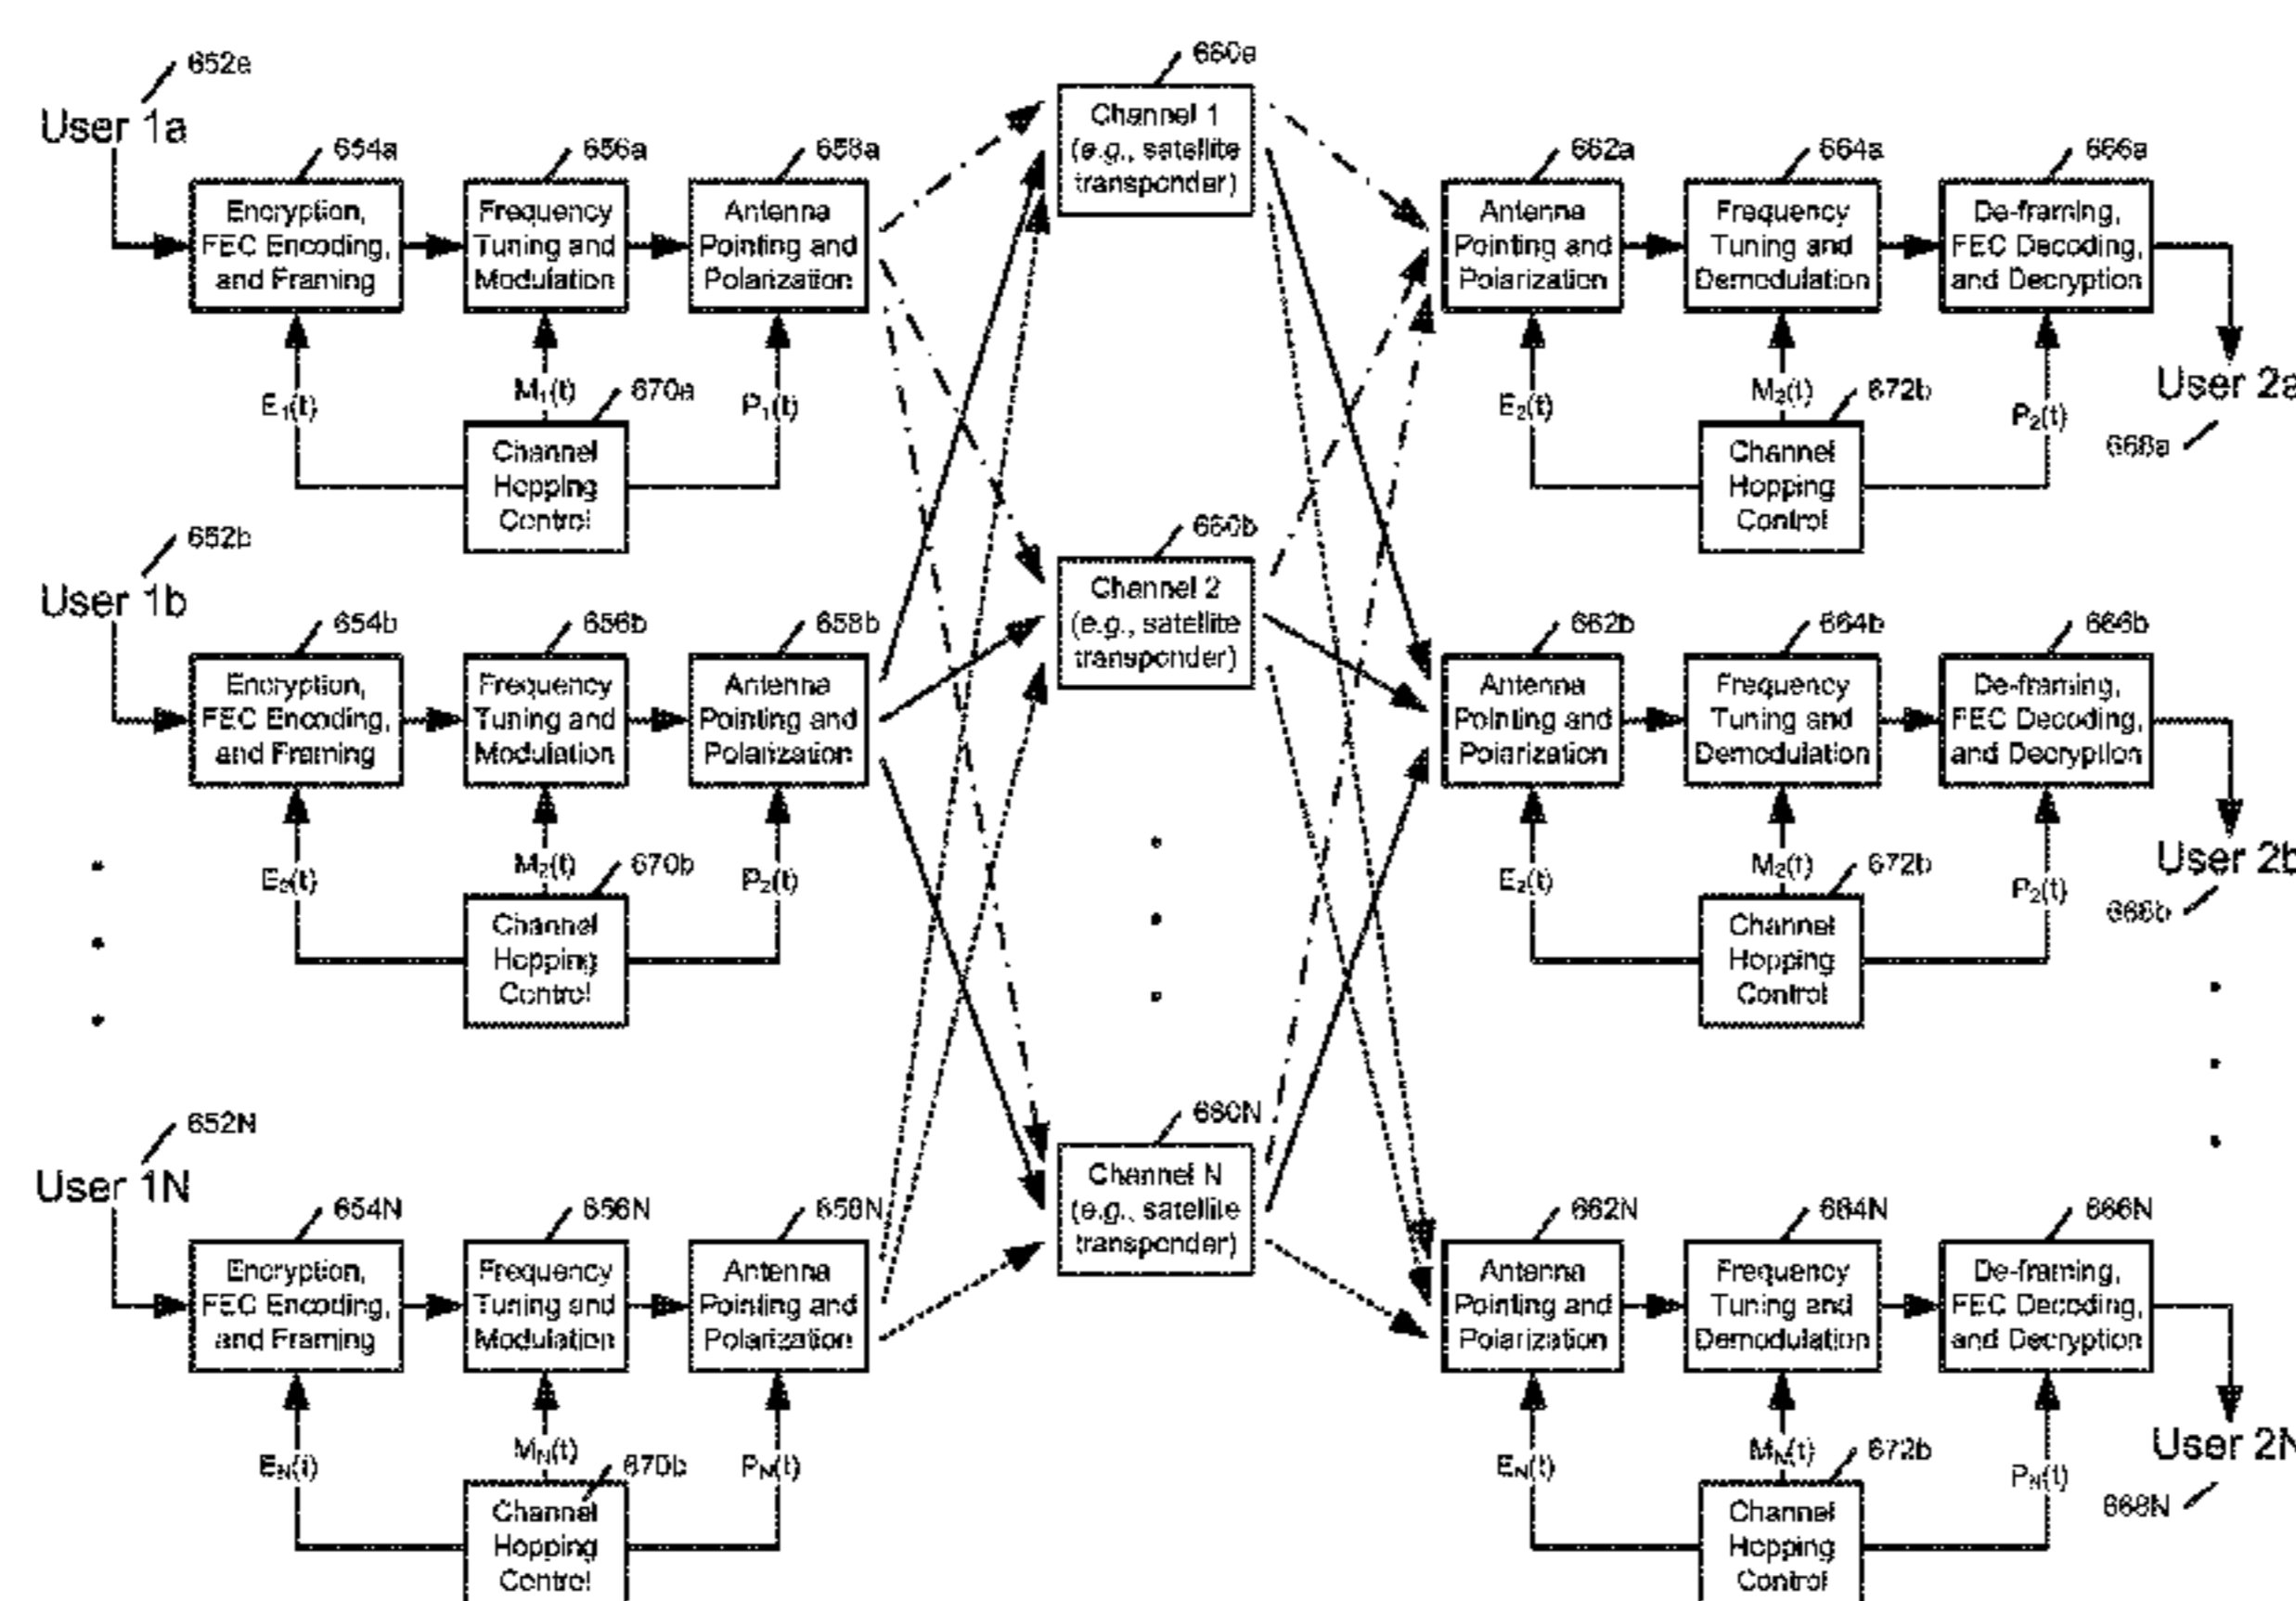 652a
User 1a
654a
656a
658a
Encryption,
FEC Encoding,
and Framing
Frequency
Tuning and
Modulation
Antenna
Pointing and
Polarization
E1(t)
M1(t)
P1(t)
670a
Channel
Hopping
Control
660a
Channel 1
(e.g., satellite
transponder)
662a
664a
666a
Antenna
Pointing and
Polarization
Frequency
Tuning and
Demodulation
De-framing,
FEC Decoding,
and Decryption
E2(t)
M2(t)
P2(t)
672b
Channel
Hopping
Control
User 2a
668a
652b
User 1b
654b
656b
658b
Encryption,
FEC Encoding,
and Framing
Frequency
Tuning and
Modulation
Antenna
Pointing and
Polarization
E2(t)
M2(t)
P2(t)
670b
Channel
Hopping
Control
660b
Channel 2
(e.g., satellite
transponder)
662b
664b
666b
Antenna
Pointing and
Polarization
Frequency
Tuning and
Demodulation
De-framing,
FEC Decoding,
and Decryption
E2(t)
M2(t)
P2(t)
672b
Channel
Hopping
Control
User 2b
666b
652N
User 1N
654N
656N
658N
Encryption,
FEC Encoding,
and Framing
Frequency
Tuning and
Modulation
Antenna
Pointing and
Polarization
EN(t)
MN(t)
PN(t)
670b
Channel
Hopping
Control
660N
Channel N
(e.g., satellite
transponder)
662N
664N
666N
Antenna
Pointing and
Polarization
Frequency
Tuning and
Demodulation
De-framing,
FEC Decoding,
and Decryption
EN(t)
MN(t)
PN(t)
672b
Channel
Hopping
Control
User 2N
668N